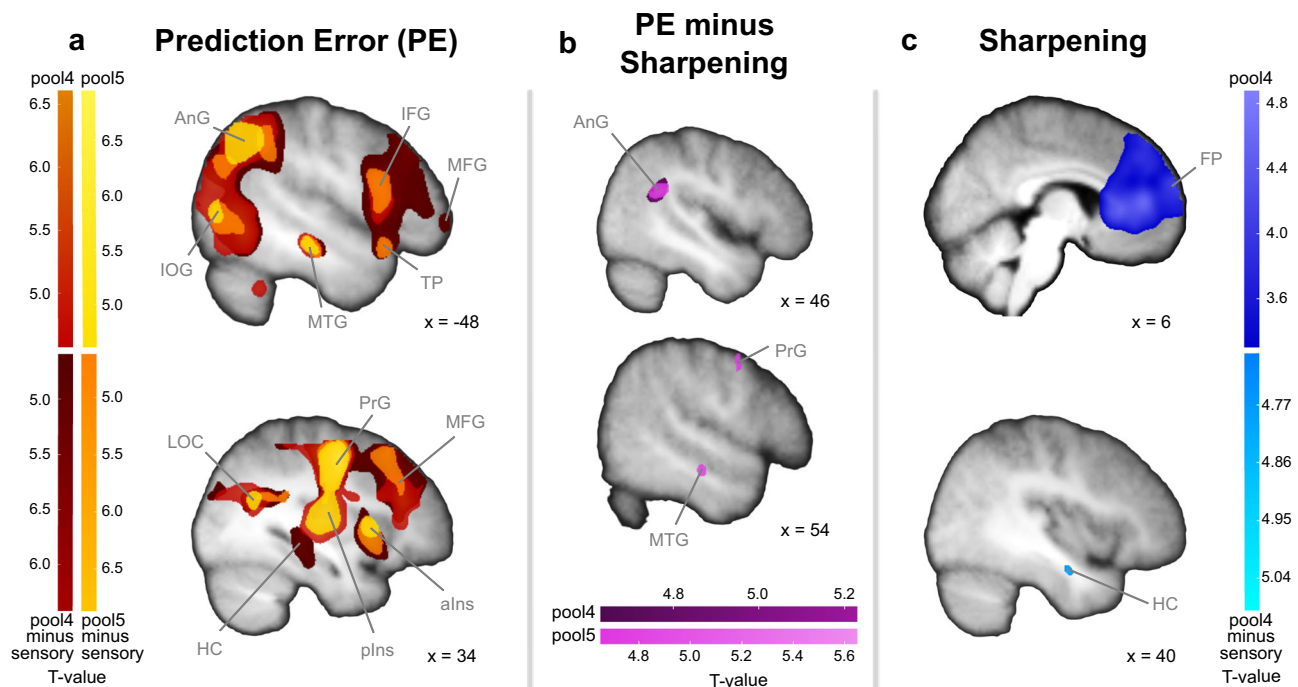 a
Prediction Error (PE)
pool4
pool5
6.5
6.0
5.5
5.0
6.5
6.0
5.5
5.0
AnG
IFG
MFG
IOG
MTG
TP
x = -48
5.0
5.5
6.5
6.0
5.0
5.5
6.0
6.5
LOC
PrG
MFG
HC
pIns
aIns
x = 34
pool4
minus
sensory
pool5
minus
sensory
T-value
b
PE minus
Sharpening
AnG
x = 46
PrG
MTG
x = 54
4.8
5.0
5.2
pool4
pool5
4.8
5.0
5.2
5.4
5.6
T-value
c
Sharpening
FP
x = 6
HC
x = 40
pool4
4.8
4.4
4.0
3.6
4.77
4.86
4.95
5.04
pool4
minus
sensory
T-value